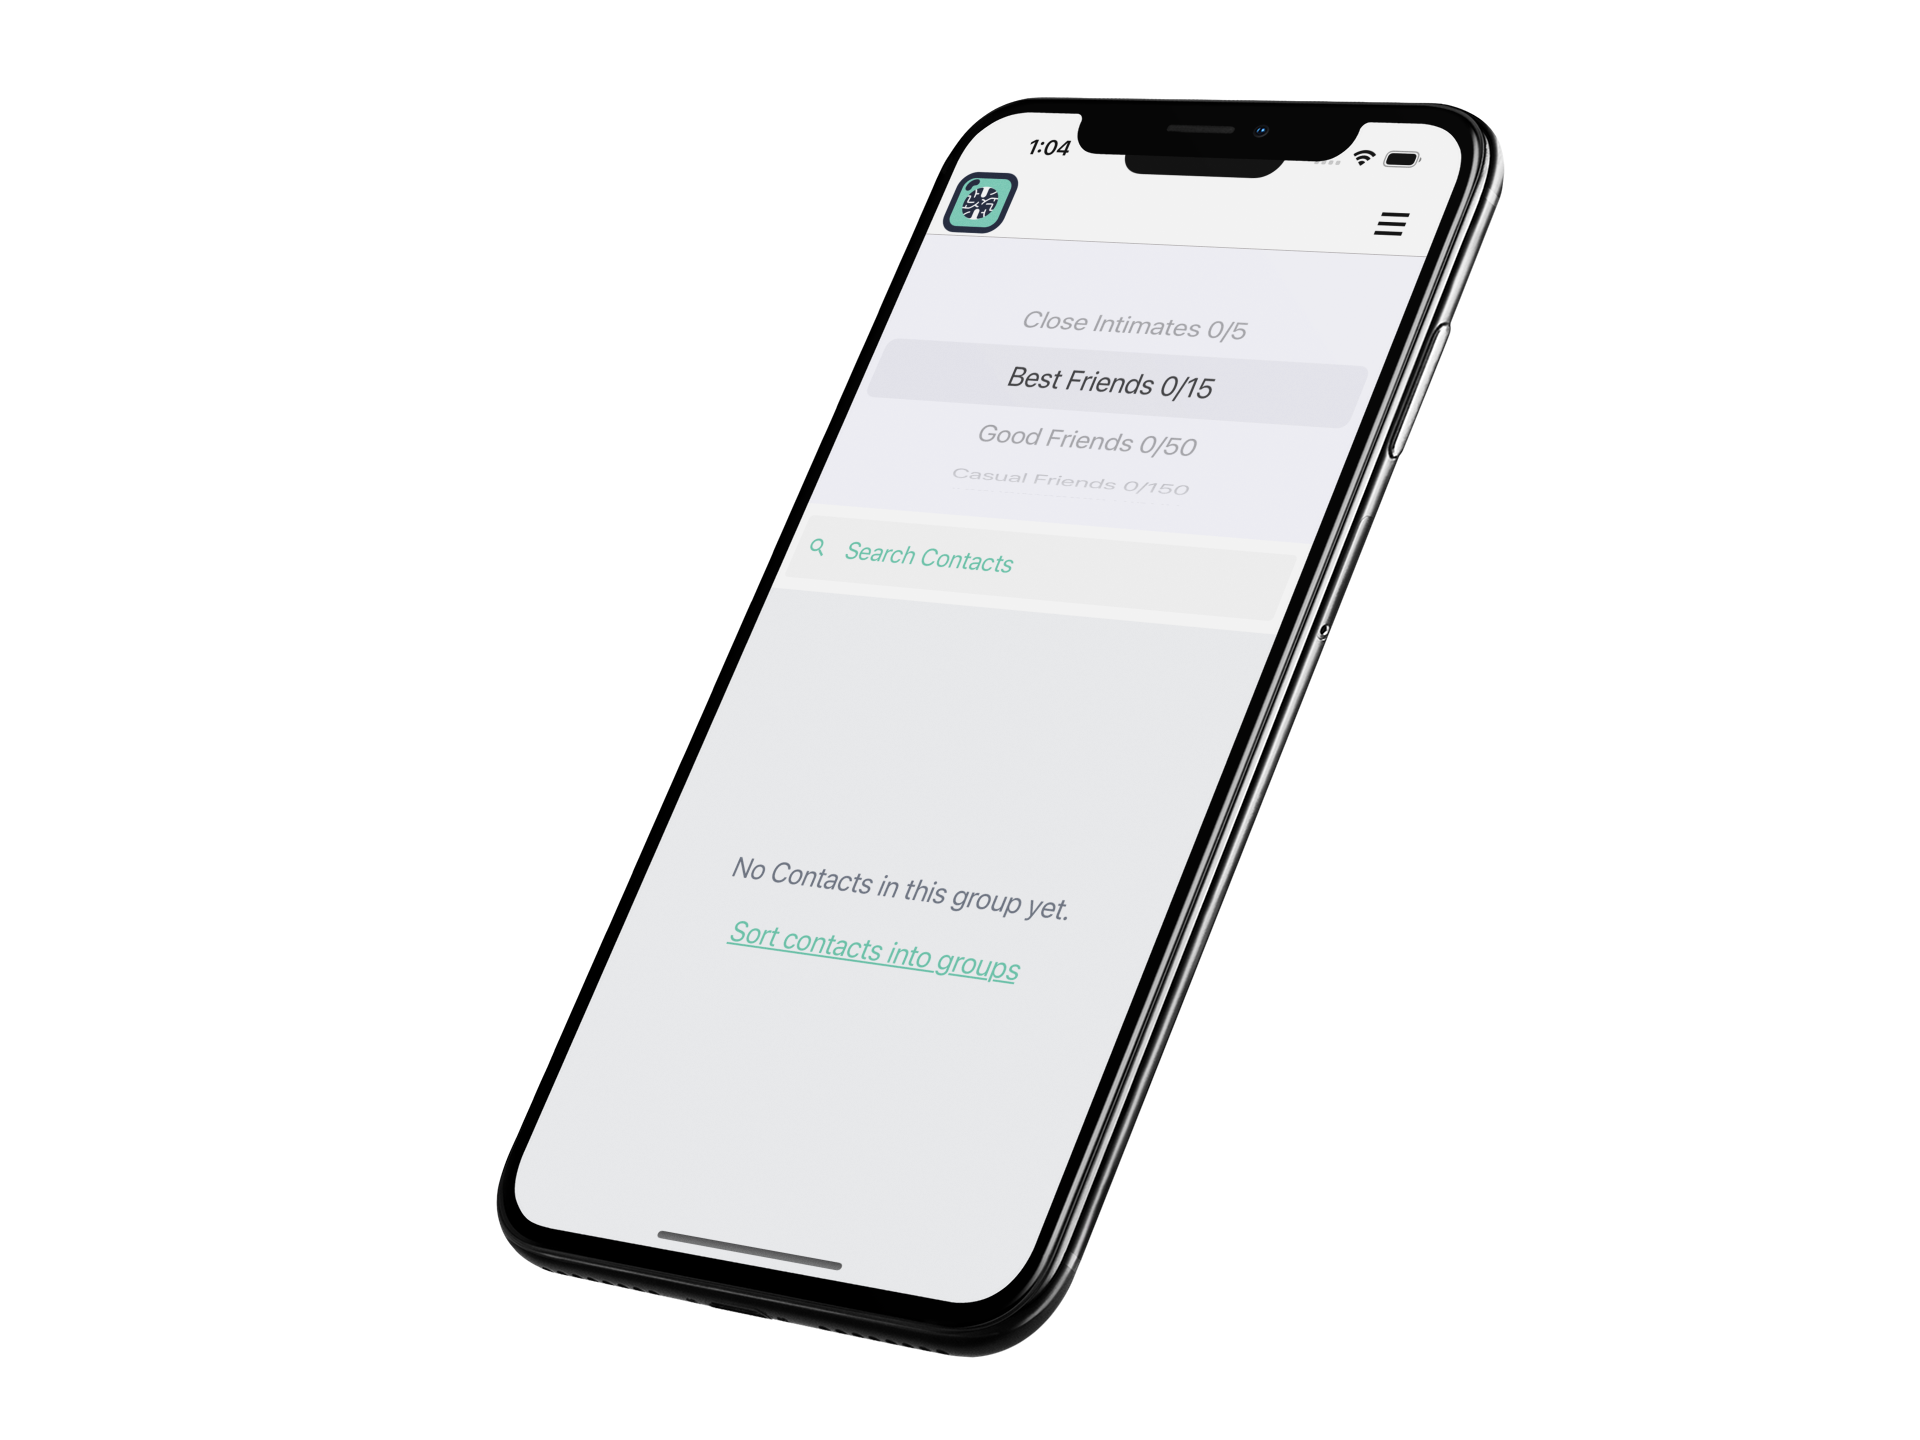 1:04
Close Intimates 0/5
Best Friends 0/15
Good Friends 0/50
Casual Friends 0/150
Search Contacts
No Contacts in this group yet.
Sort contacts into groups